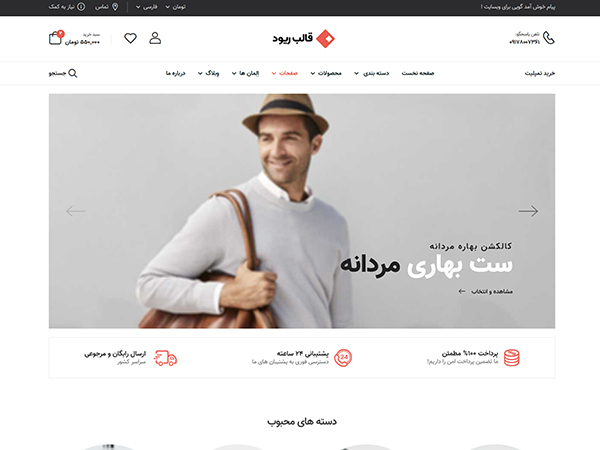 پیام خوش آمد گویی برای وبسایت !
تومان
فارسی
تماس
نیاز به کمک
تلفن پاسخگو:
۰۹۱۷۸۰۰۷۳۶۱
قالب ریود
سبد خرید
۵۵۰,۰۰۰ تومان
خرید تمپلیت
صفحه نخست
دسته بندی
محصولات
صفحات
المان ها
وبلاگ
درباره ما
جستجو
کالکشن بهاره مردانه
ست بهاری مردانه
مشاهده و انتخاب
پرداخت ۱۰۰% مطمئن
ما تضمین پرداخت امن را داریم!
24
پشتیبانی ۲۴ ساعته
دسترسی فوری به پشتیبان های ما
ارسال رایگان و مرجوعی
سراسر کشور
دسته های محبوب